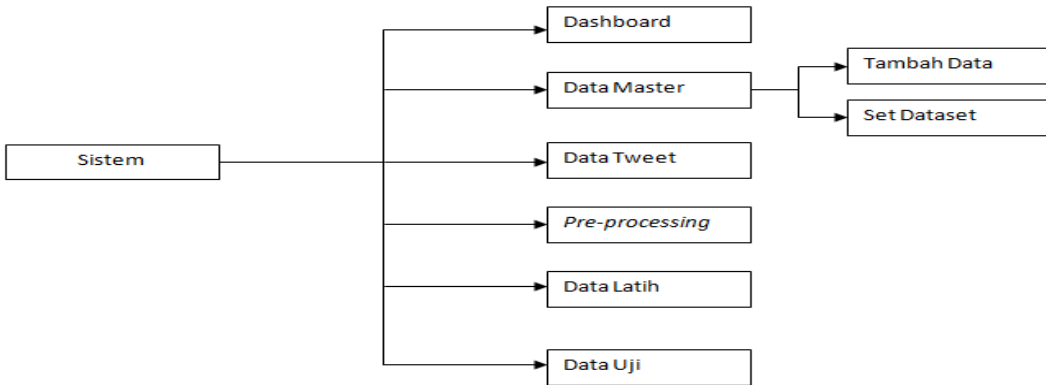 Dashboard
Data Master
Tambah Data
Set Dataset
Sistem
Data Tweet
Pre-processing
Data Latih
Data Uji